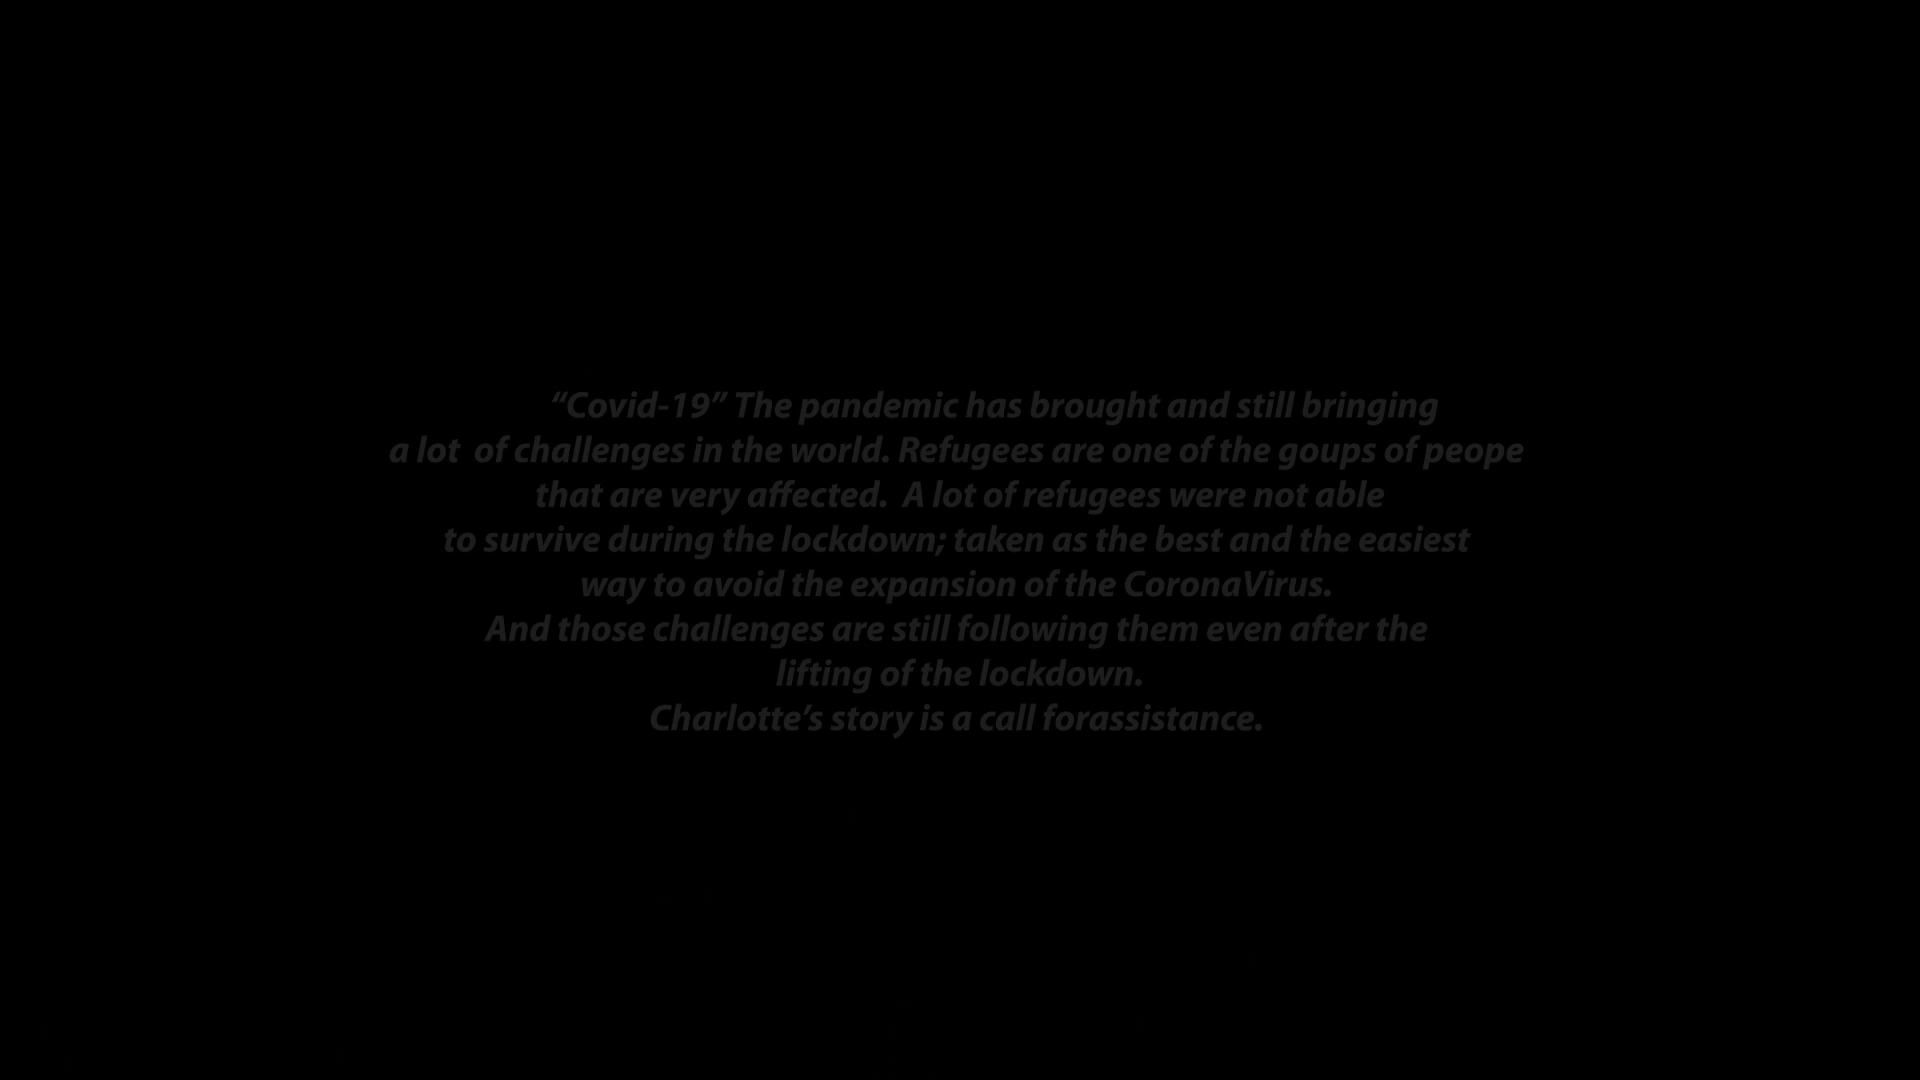 “Covid-19” The pandemic has brought and still bringing
a lot  of challenges in the world. Refugees are one of the goups of peope
that are very affected.  A lot of refugees were not able
to survive during the lockdown; taken as the best and the easiest
way to avoid the expansion of the CoronaVirus.
And those challenges are still following them even after the
lifting of the lockdown.
Charlotte’s story is a call forassistance.